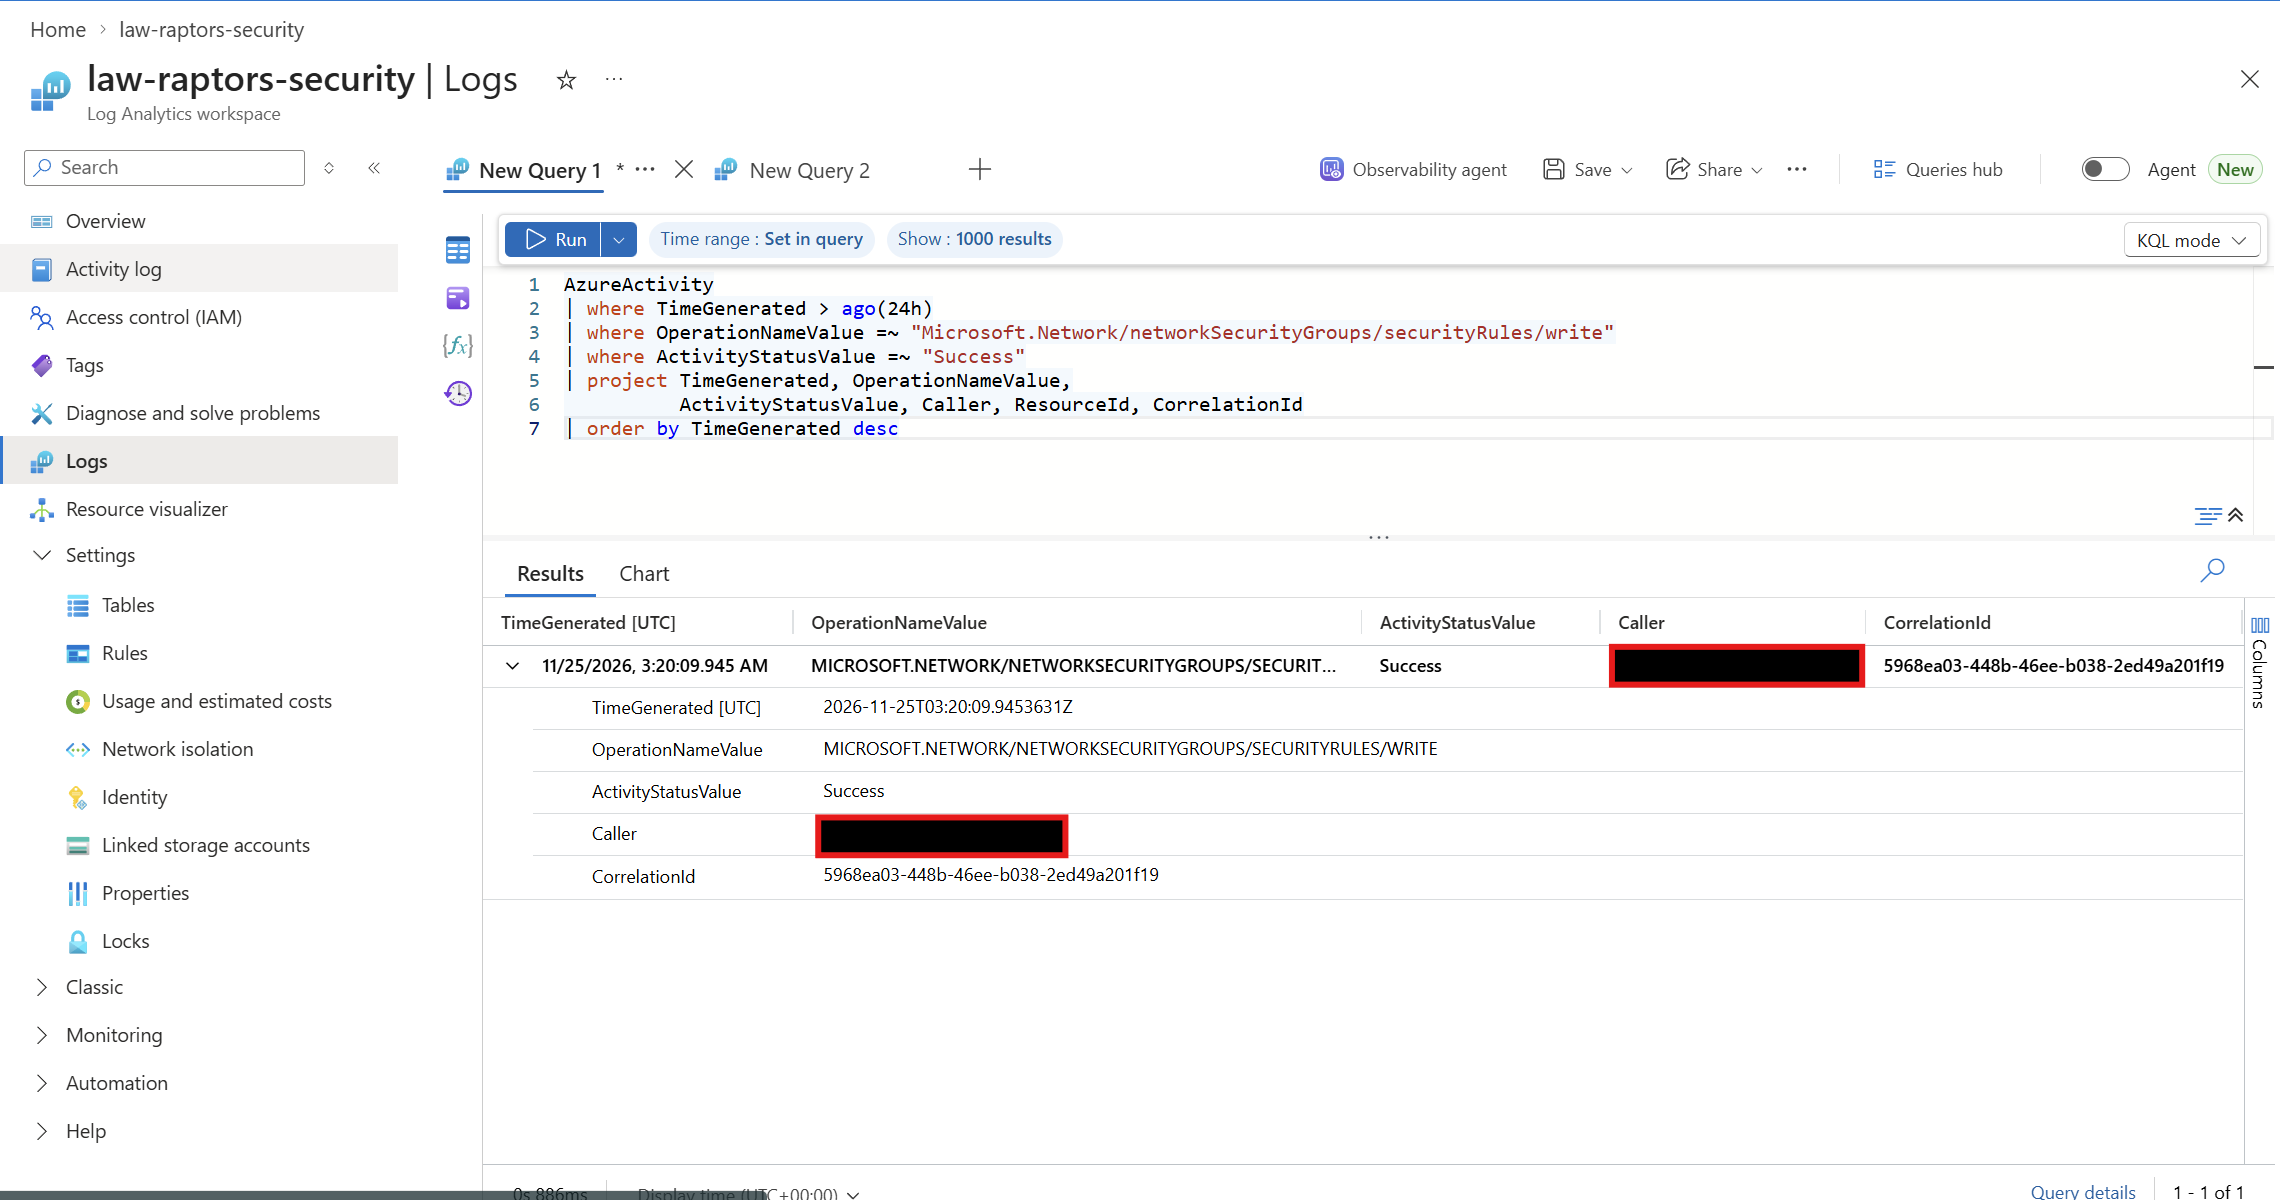 Home > law-raptors-security
law-raptors-security | Logs ☆ ...
Log Analytics workspace
Search
Overview
Activity log
Access control (IAM)
Tags
Diagnose and solve problems
Logs
Resource visualizer
Settings
Tables
Rules
Usage and estimated costs
Network isolation
Identity
Linked storage accounts
Properties
Locks
Classic
Monitoring
Automation
Help
New Query 1 * ··· New Query 2
Observability agent Save Share ··· Queries hub Agent New
Run Time range : Set in query Show : 1000 results KQL mode
1 AzureActivity
2 | where TimeGenerated > ago(24h)
3 | where OperationNameValue =~ "Microsoft.Network/networkSecurityGroups/securityRules/write"
4 | where ActivityStatusValue =~ "Success"
5 | project TimeGenerated, OperationNameValue,
6 ActivityStatusValue, Caller, ResourceId, CorrelationId
7 | order by TimeGenerated desc
Results Chart
TimeGenerated [UTC] OperationNameValue ActivityStatusValue Caller CorrelationId
11/25/2026, 3:20:09.945 AM MICROSOFT.NETWORK/NETWORKSECURITYGROUPS/SECURIT... Success 5968ea03-448b-46ee-b038-2ed49a201f19
TimeGenerated [UTC] 2026-11-25T03:20:09.9453631Z
OperationNameValue MICROSOFT.NETWORK/NETWORKSECURITYGROUPS/SECURITYRULES/WRITE
ActivityStatusValue Success
Caller
CorrelationId 5968ea03-448b-46ee-b038-2ed49a201f19
Columns
0s 886ms Display time (UTC+00:00) Query details 1 - 1 of 1